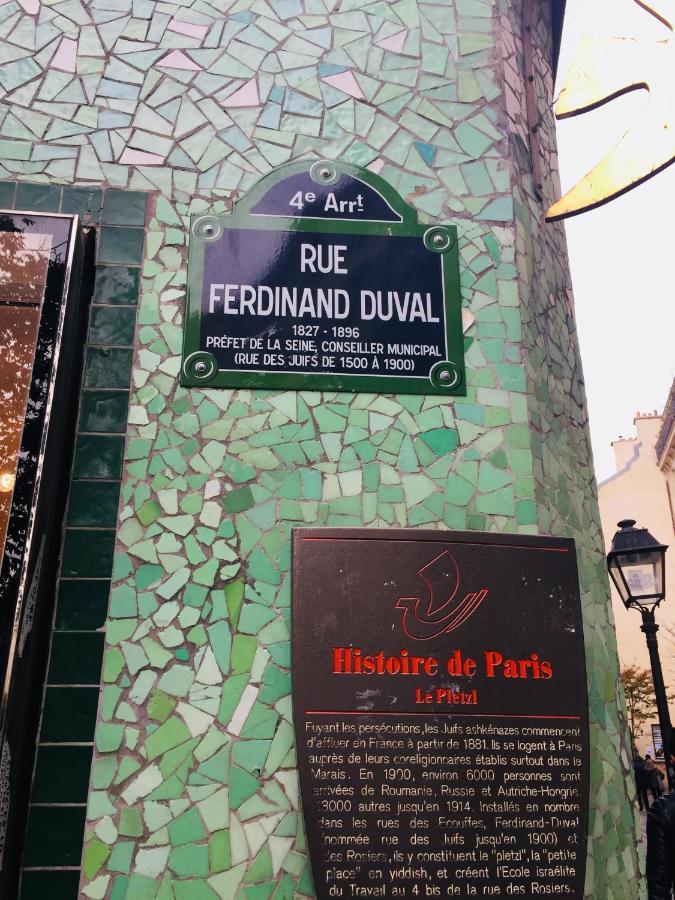 4e Arrt
RUE
FERDINAND DUVAL
1827 - 1896
PRÉFET DE LA SEINE, CONSEILLER MUNICIPAL
(RUE DES JUIFS DE 1500 À 1900)
Histoire de Paris
Le Pletzl
Fuyant les persécutions, les Juifs ashkénazes commencent
d'affluer en France à partir de 1881. Ils se logent à Paris
auprès de leurs coreligionnaires établis surtout dans le
Marais. En 1900, environ 6000 personnes sont
arrivées de Roumanie, Russie et Autriche-Hongrie,
13000 autres jusqu'en 1914. Installés en nombre
dans les rues des Ecouffes, Ferdinand-Duval
(nommée rue des Juifs jusqu'en 1900) et
des Rosiers, ils y constituent le "pletzl", la "petite
place" en yiddish, et créent l'Ecole israélite
du Travail au 4 bis de la rue des Rosiers.